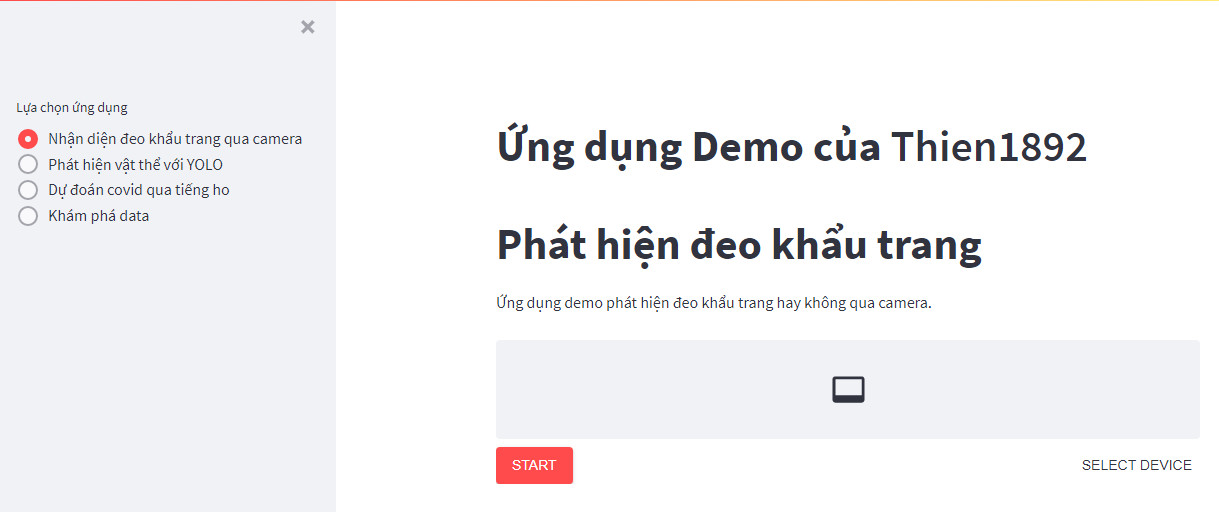 Lựa chọn ứng dụng
Nhận diện đeo khẩu trang qua camera
Phát hiện vật thể với YOLO
Dự đoán covid qua tiếng ho
Khám phá data
Ứng dụng Demo của Thien1892
Phát hiện đeo khẩu trang
Ứng dụng demo phát hiện đeo khẩu trang hay không qua camera.
START
SELECT DEVICE